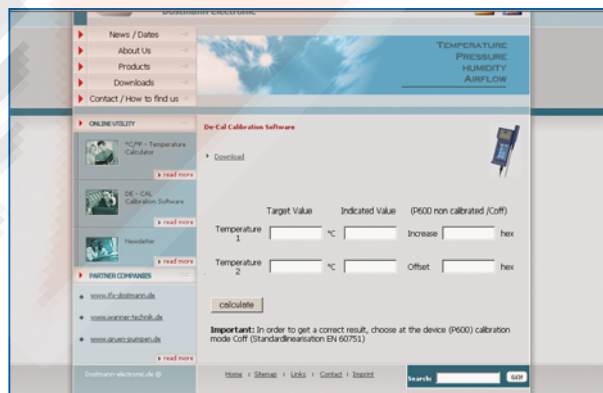 Dostmann Electronic
News / Dates
About Us
Products
Downloads
Contact / How to find us
TEMPERATURE
PRESSURE
HUMIDITY
AIRFLOW
ONLINE UTILITY
°C/°F - Temperature
Calculator
read more
DE - CAL
Calibration Software
read more
Newsletter
read more
PARTNER COMPANIES
www.tfa-dostmann.de
www.wanner-technik.de
www.gruen-pumpen.de
read more
Dostmann-electronic.de ©
De-Cal Calibration Software
Download
Target Value Indicated Value (P600 non calibrated /Coff)
Temperature
1 °C Increase hex
Temperature
2 °C Offset hex
calculate
Important: In order to get a correct result, choose at the device (P600) calibration
mode Coff (Standardlinearisation EN 60751)
Home Sitemap Links Contact Imprint
Search: GO!